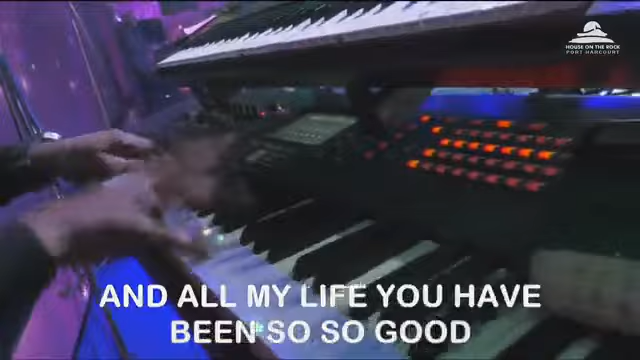 HOUSE ON THE ROCK
PORT HARCOURT
AND ALL MY LIFE YOU HAVE
BEEN SO SO GOOD